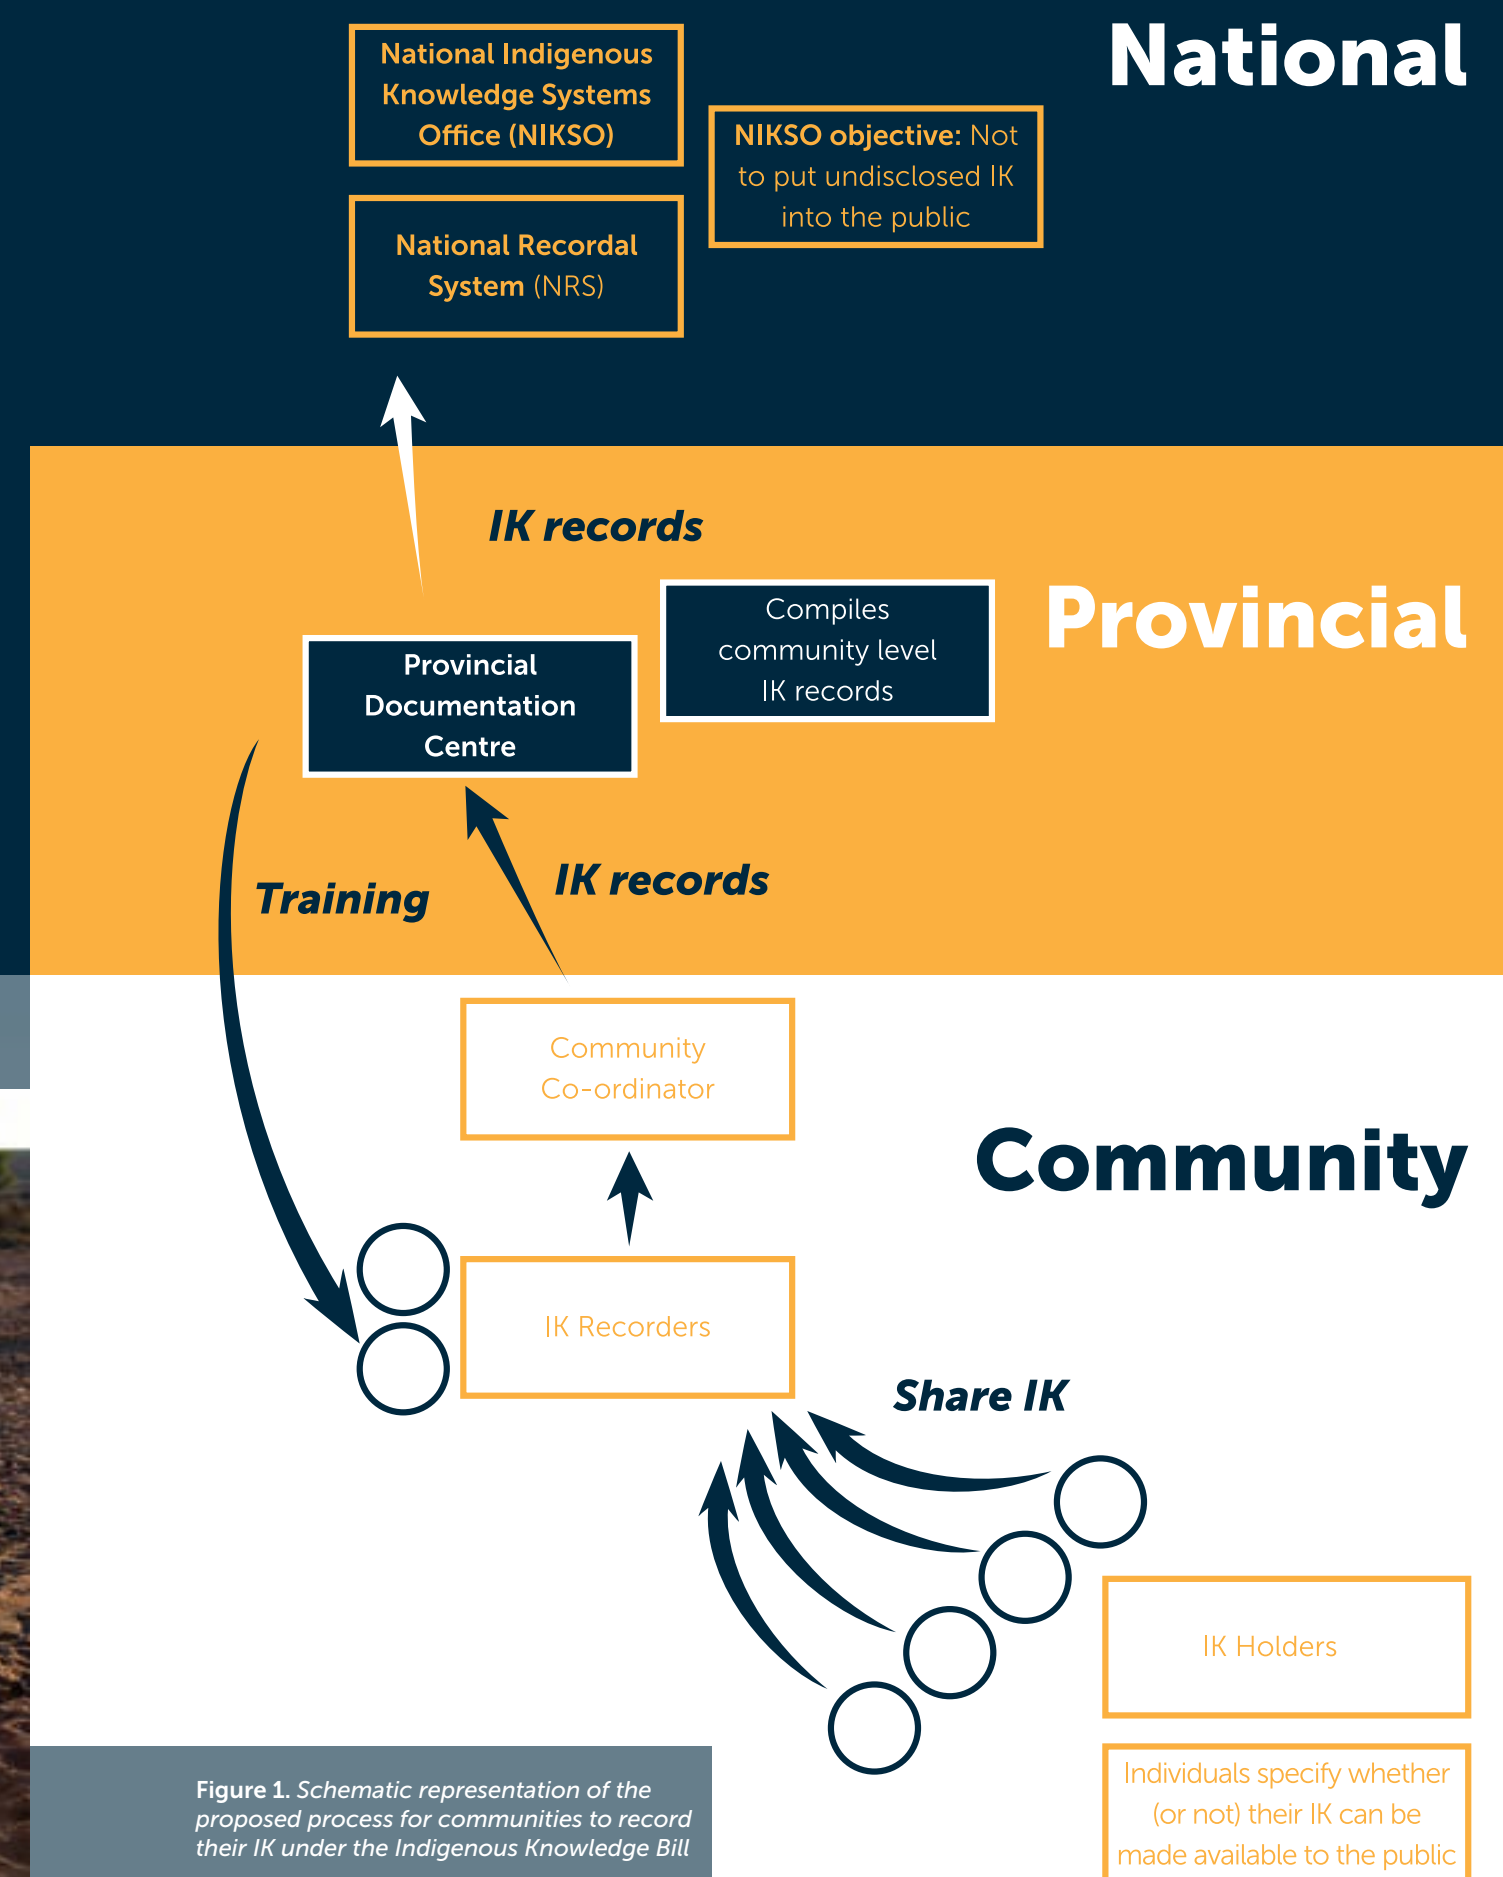 National
National Indigenous
Knowledge Systems
Office (NIKSO)
NIKSO objective: Not
to put undisclosed IK
into the public
National Recordal
System (NRS)
IK records
Provincial
Compiles
community level
IK records
Provincial
Documentation
Centre
Training
IK records
Community
Co-ordinator
Community
IK Recorders
Share IK
IK Holders
Individuals specify whether
(or not) their IK can be
made available to the public
Figure 1. Schematic representation of the
proposed process for communities to record
their IK under the Indigenous Knowledge Bill